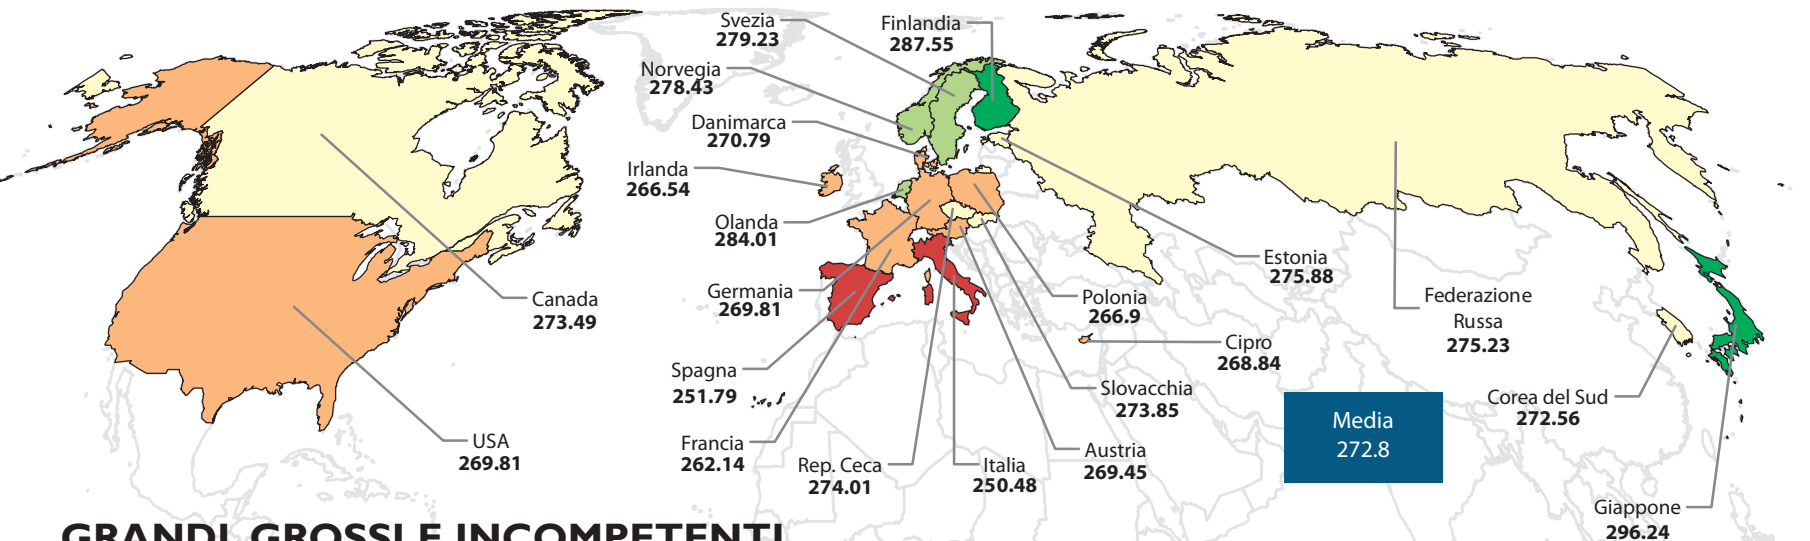 Svezia
279.23
Finlandia
287.55
Norvegia
278.43
Danimarca
270.79
Irlanda
266.54
Olanda
284.01
Germania
269.81
Spagna
251.79
Francia
262.14
Rep. Ceca
274.01
Italia
250.48
Austria
269.45
Slovacchia
273.85
Cipro
268.84
Polonia
266.9
Estonia
275.88
Federazione
Russa
275.23
Corea del Sud
272.56
Giappone
296.24
Canada
273.49
USA
269.81
Media
272.8
GRANDI, GROSSI E INCOMPETENTI